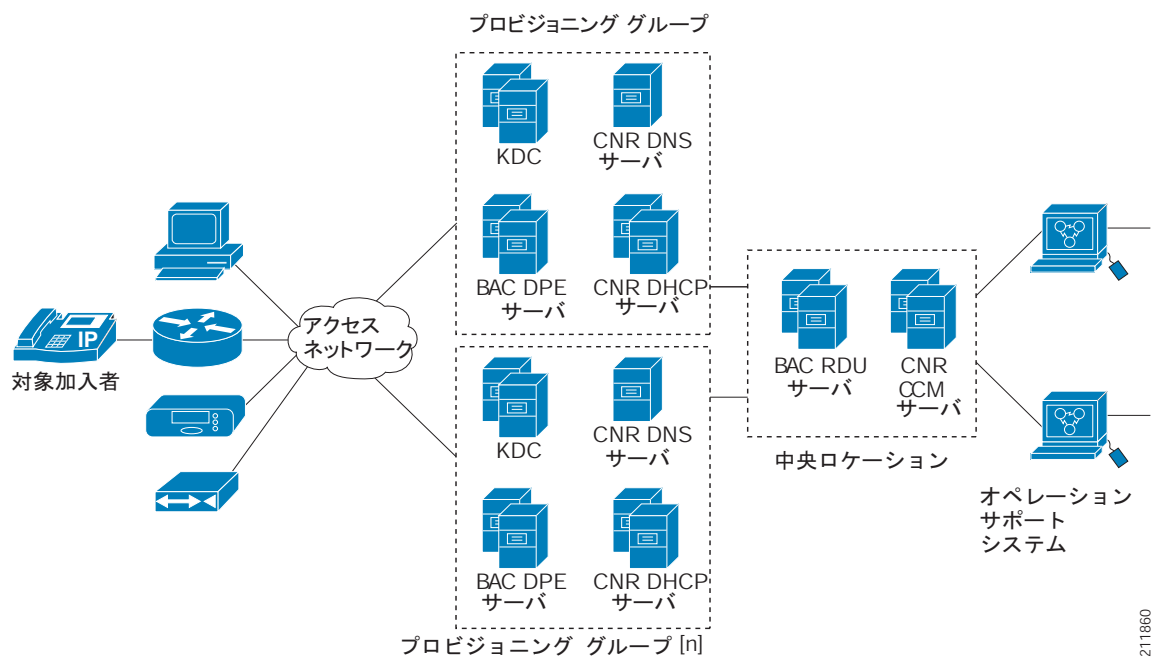 プロビジョニング グループ
KDC
CNR DNS
サーバ
BAC DPE
サーバ
CNR DHCP
サーバ
IP
対象加入者
アクセス
ネットワーク
BAC RDU
サーバ
CNR
CCM
サーバ
中央ロケーション
KDC
CNR DNS
サーバ
BAC DPE
サーバ
CNR DHCP
サーバ
プロビジョニング グループ [n]
オペレーション
サポート
システム
211860